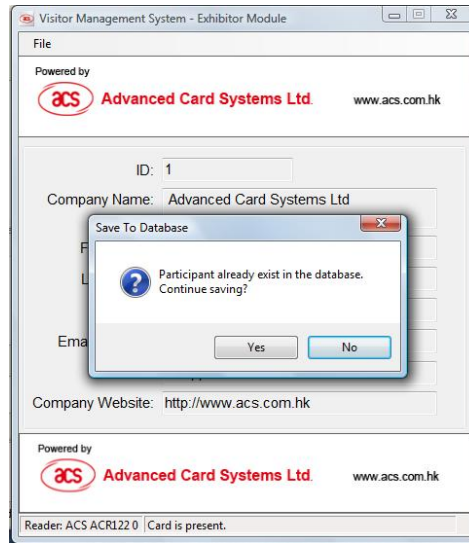 Visitor Management System - Exhibitor Module
File
Powered by
acs Advanced Card Systems Ltd. www.acs.com.hk
ID: 1
Company Name: Advanced Card Systems Ltd
Save To Database
Participant already exist in the database.
Continue saving?
Yes No
Company Website: http://www.acs.com.hk
Powered by
acs Advanced Card Systems Ltd. www.acs.com.hk
Reader: ACS ACR122 0 Card is present.